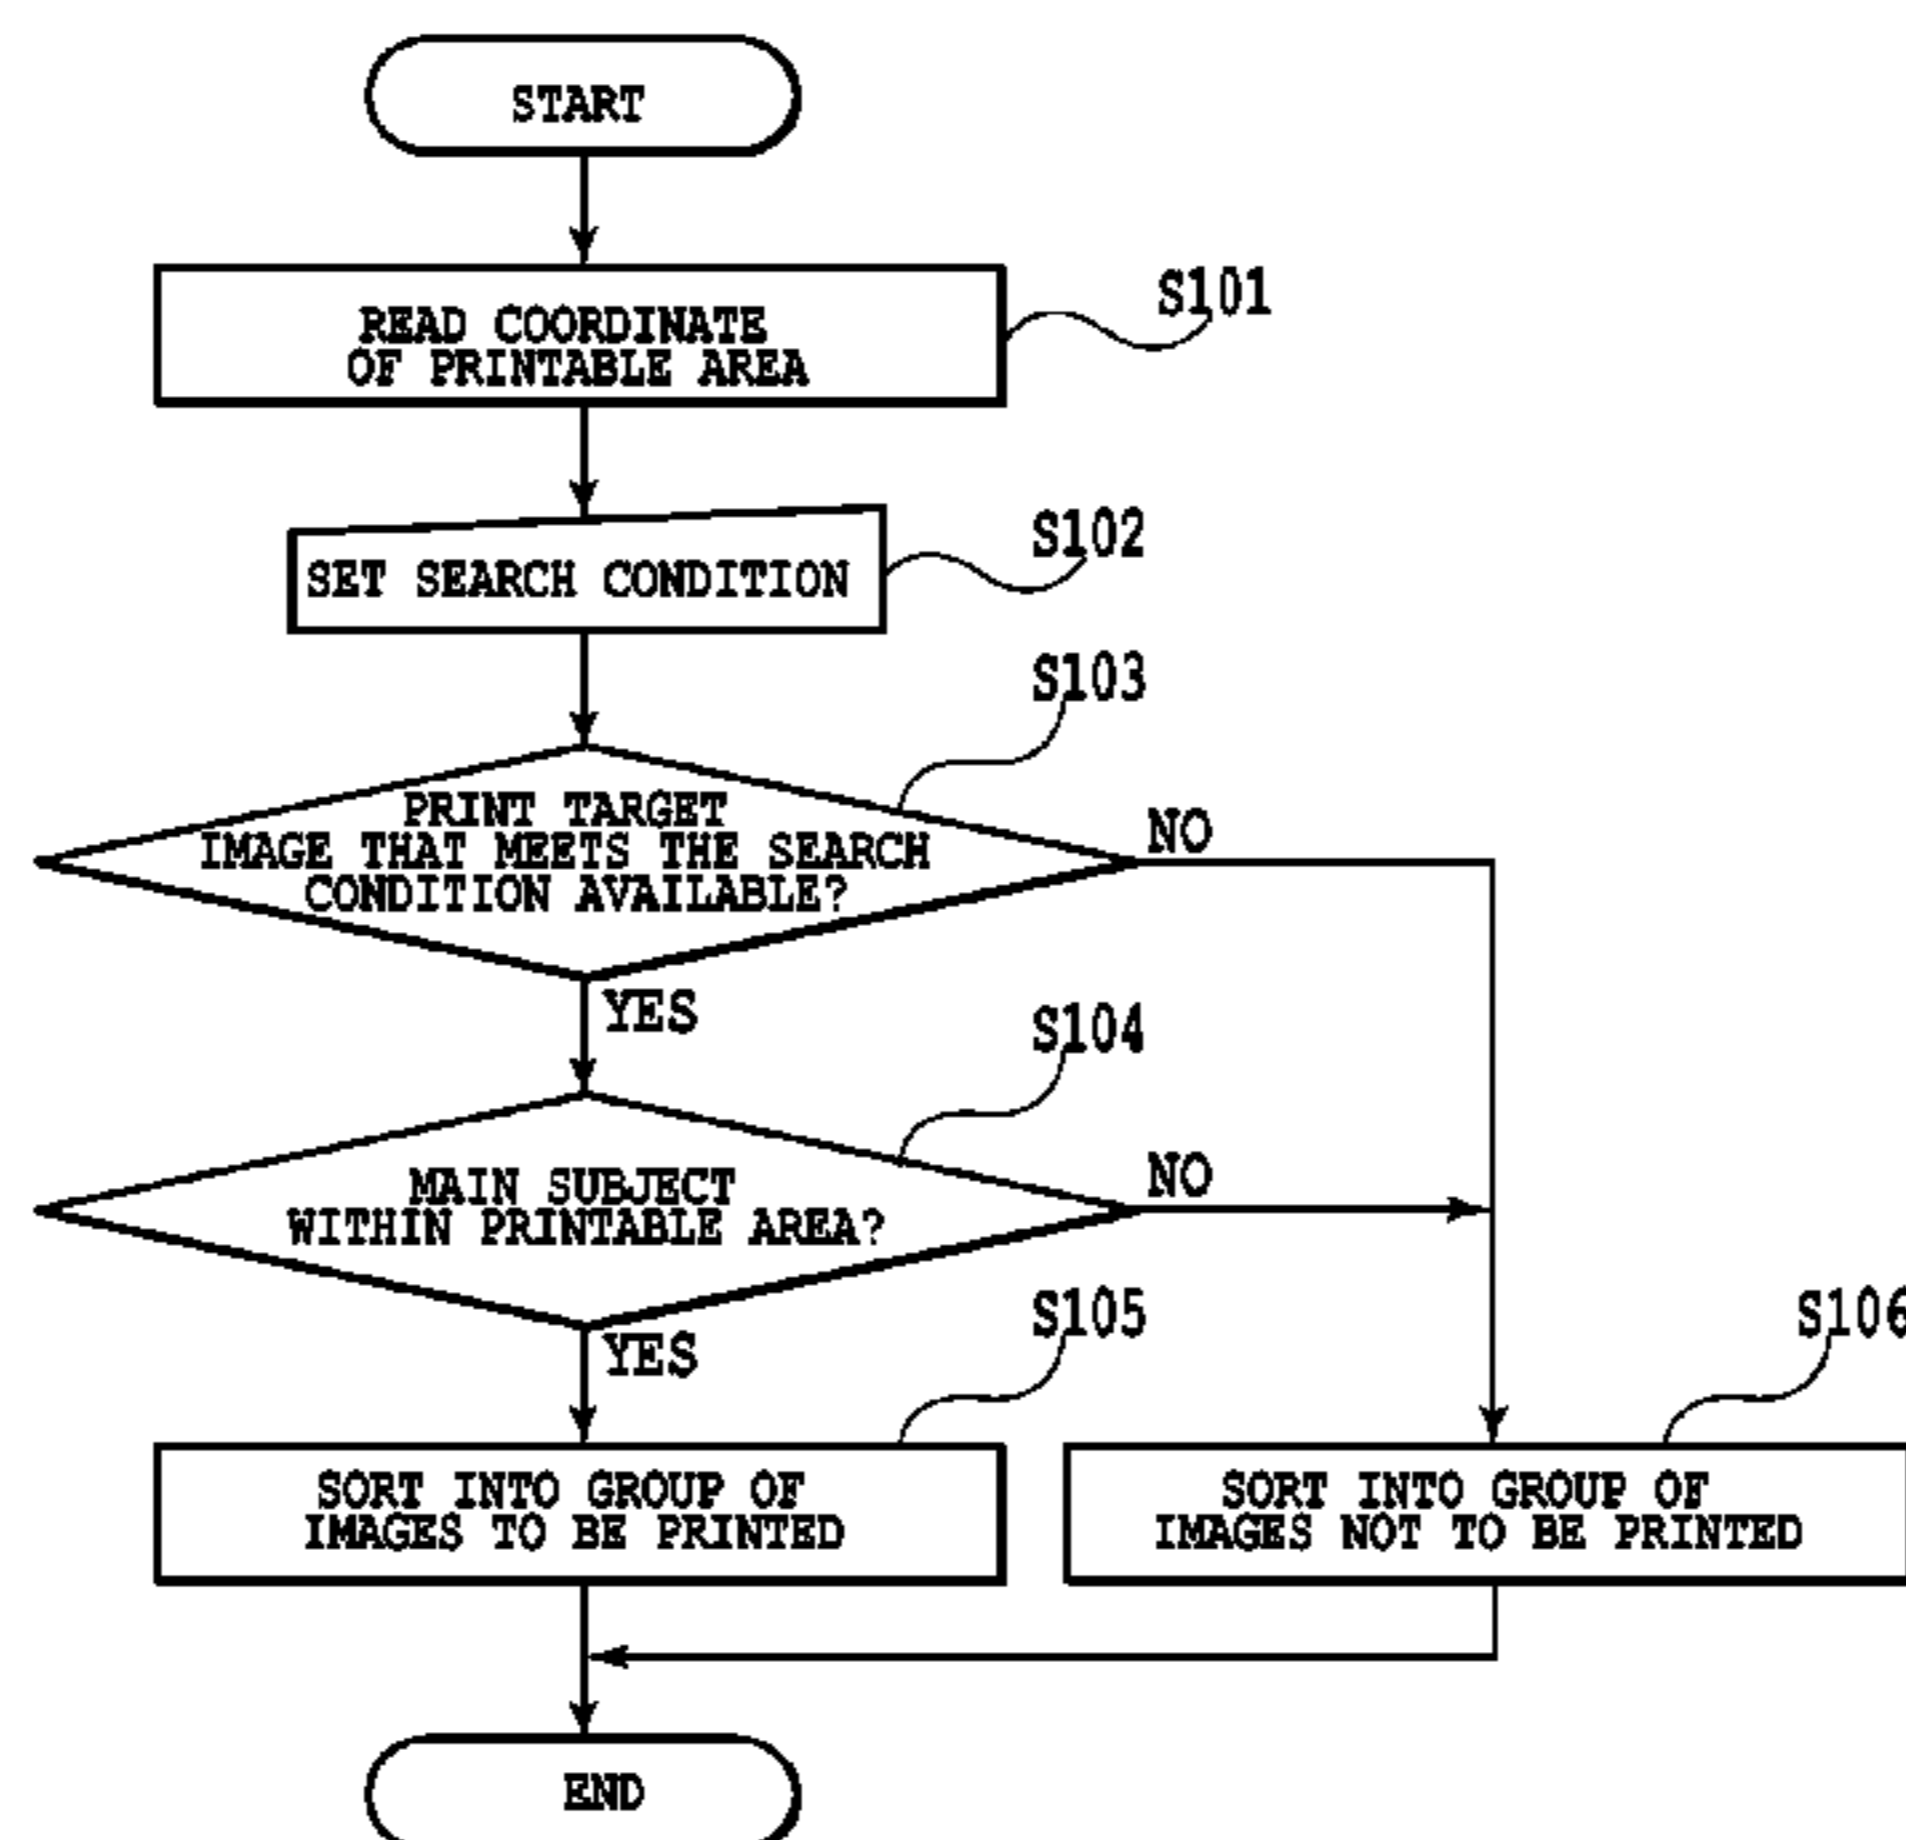 START
READ COORDINATE
OF PRINTABLE AREA
S101
SET SEARCH CONDITION
S102
S103
PRINT TARGET
IMAGE THAT MEETS THE SEARCH
CONDITION AVAILABLE?
NO
YES
S104
MAIN SUBJECT
WITHIN PRINTABLE AREA?
NO
YES
S105
S106
SORT INTO GROUP OF
IMAGES TO BE PRINTED
SORT INTO GROUP OF
IMAGES NOT TO BE PRINTED
END